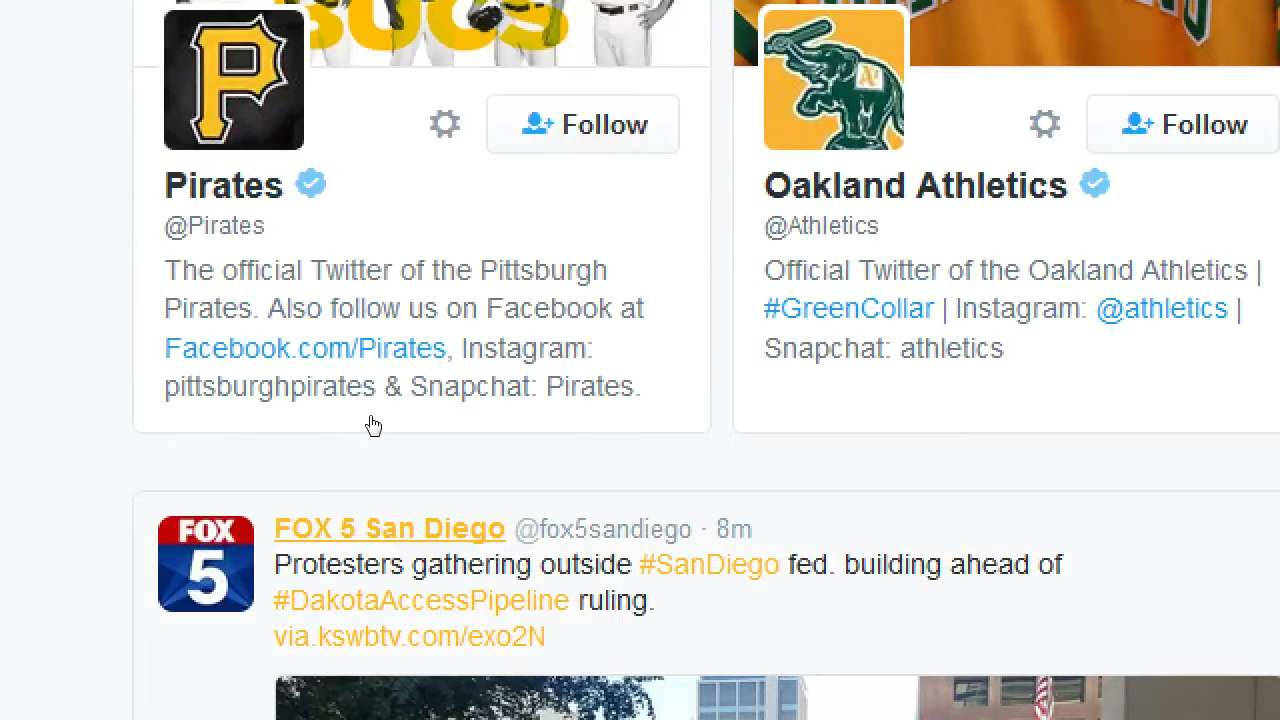 BUCS
P
Follow
Pirates
@Pirates
The official Twitter of the Pittsburgh
Pirates. Also follow us on Facebook at
Facebook.com/Pirates, Instagram:
pittsburghpirates & Snapchat: Pirates.
A's
Follow
Oakland Athletics
@Athletics
Official Twitter of the Oakland Athletics |
#GreenCollar | Instagram: @athletics |
Snapchat: athletics
FOX
5
FOX 5 San Diego @fox5sandiego · 8m
Protesters gathering outside #SanDiego fed. building ahead of
#DakotaAccessPipeline ruling.
via.kswbtv.com/exo2N